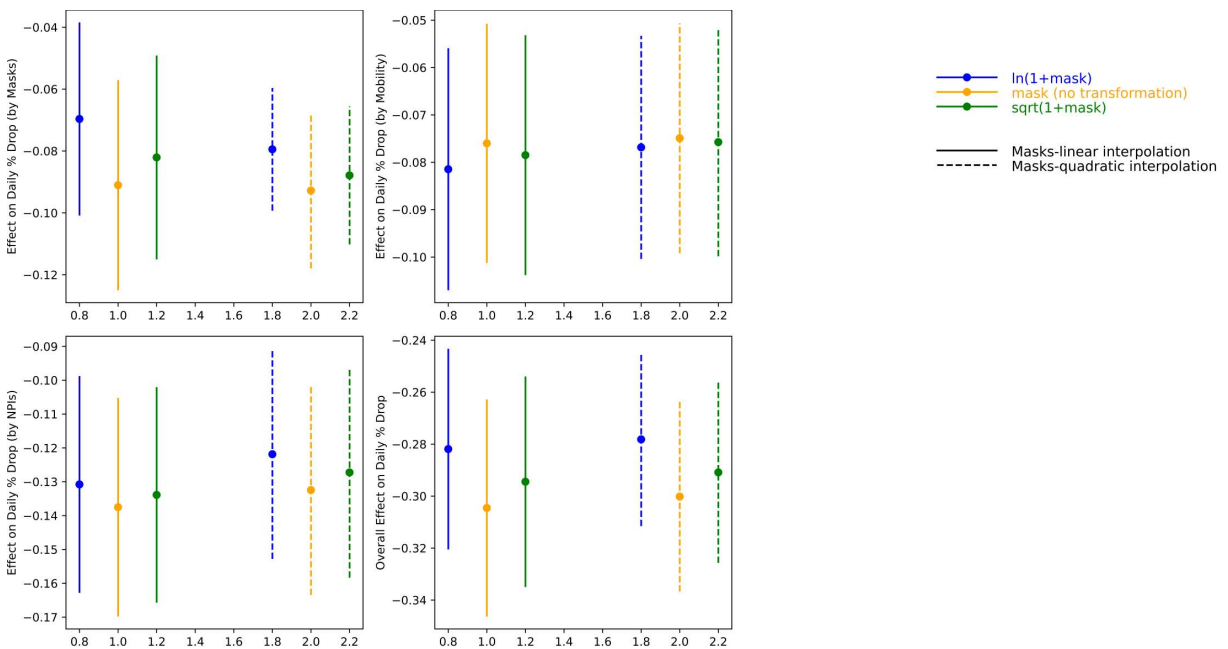 Effect on Daily % Drop (by Masks)
−0.04
−0.06
−0.08
−0.10
−0.12
0.8 1.0 1.2 1.4 1.6 1.8 2.0 2.2
Effect on Daily % Drop (by Mobility)
−0.05
−0.06
−0.07
−0.08
−0.09
−0.10
0.8 1.0 1.2 1.4 1.6 1.8 2.0 2.2
ln(1+mask)
mask (no transformation)
sqrt(1+mask)
Masks-linear interpolation
Masks-quadratic interpolation
Effect on Daily % Drop (by NPIs)
−0.09
−0.10
−0.11
−0.12
−0.13
−0.14
−0.15
−0.16
−0.17
0.8 1.0 1.2 1.4 1.6 1.8 2.0 2.2
Overall Effect on Daily % Drop
−0.24
−0.26
−0.28
−0.30
−0.32
−0.34
0.8 1.0 1.2 1.4 1.6 1.8 2.0 2.2